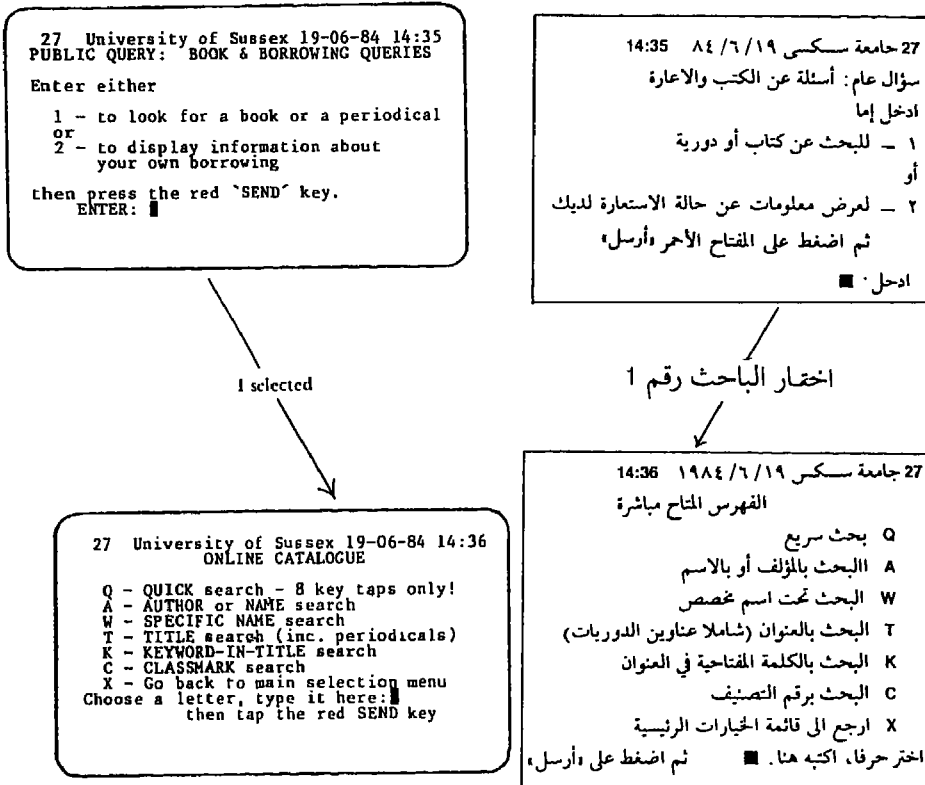 27 University of Sussex 19-06-84 14:35
PUBLIC QUERY: BOOK & BORROWING QUERIES
Enter either
1 - to look for a book or a periodical
or
2 - to display information about
your own borrowing
then press the red `SEND´ key.
ENTER:
1 selected
27 University of Sussex 19-06-84 14:36
ONLINE CATALOGUE
Q - QUICK search - 8 key taps only!
A - AUTHOR or NAME search
W - SPECIFIC NAME search
T - TITLE search (inc. periodicals)
K - KEYWORD-IN-TITLE search
C - CLASSMARK search
X - Go back to main selection menu
Choose a letter, type it here:
then tap the red SEND key
27 جامعة سسكس ١٩/٦/٨٤ 14:35
سؤال عام: أسئلة عن الكتب والاعارة
ادخل إما
١ – للبحث عن كتاب أو دورية
أو
٢ – لعرض معلومات عن حالة الاستعارة لديك
ثم اضغط على المفتاح الأحمر «أرسل»
ادحل.
اختار الباحث رقم 1
27 جامعة سسكس ١٩/٦/١٩٨٤ 14:36
الفهرس المتاح مباشرة
Q بحث سريع
A االبحث بالمؤلف أو بالاسم
W البحث تحت اسم مخصص
T البحث بالعنوان (شاملا عناوين الدوريات)
K البحث بالكلمة المفتاحية في العنوان
C البحث برقم التصنيف
X ارجع الى قائمة الخيارات الرئيسية
اختر حرفا، اكتبه هنا. ثم اضغط على «أرسل»